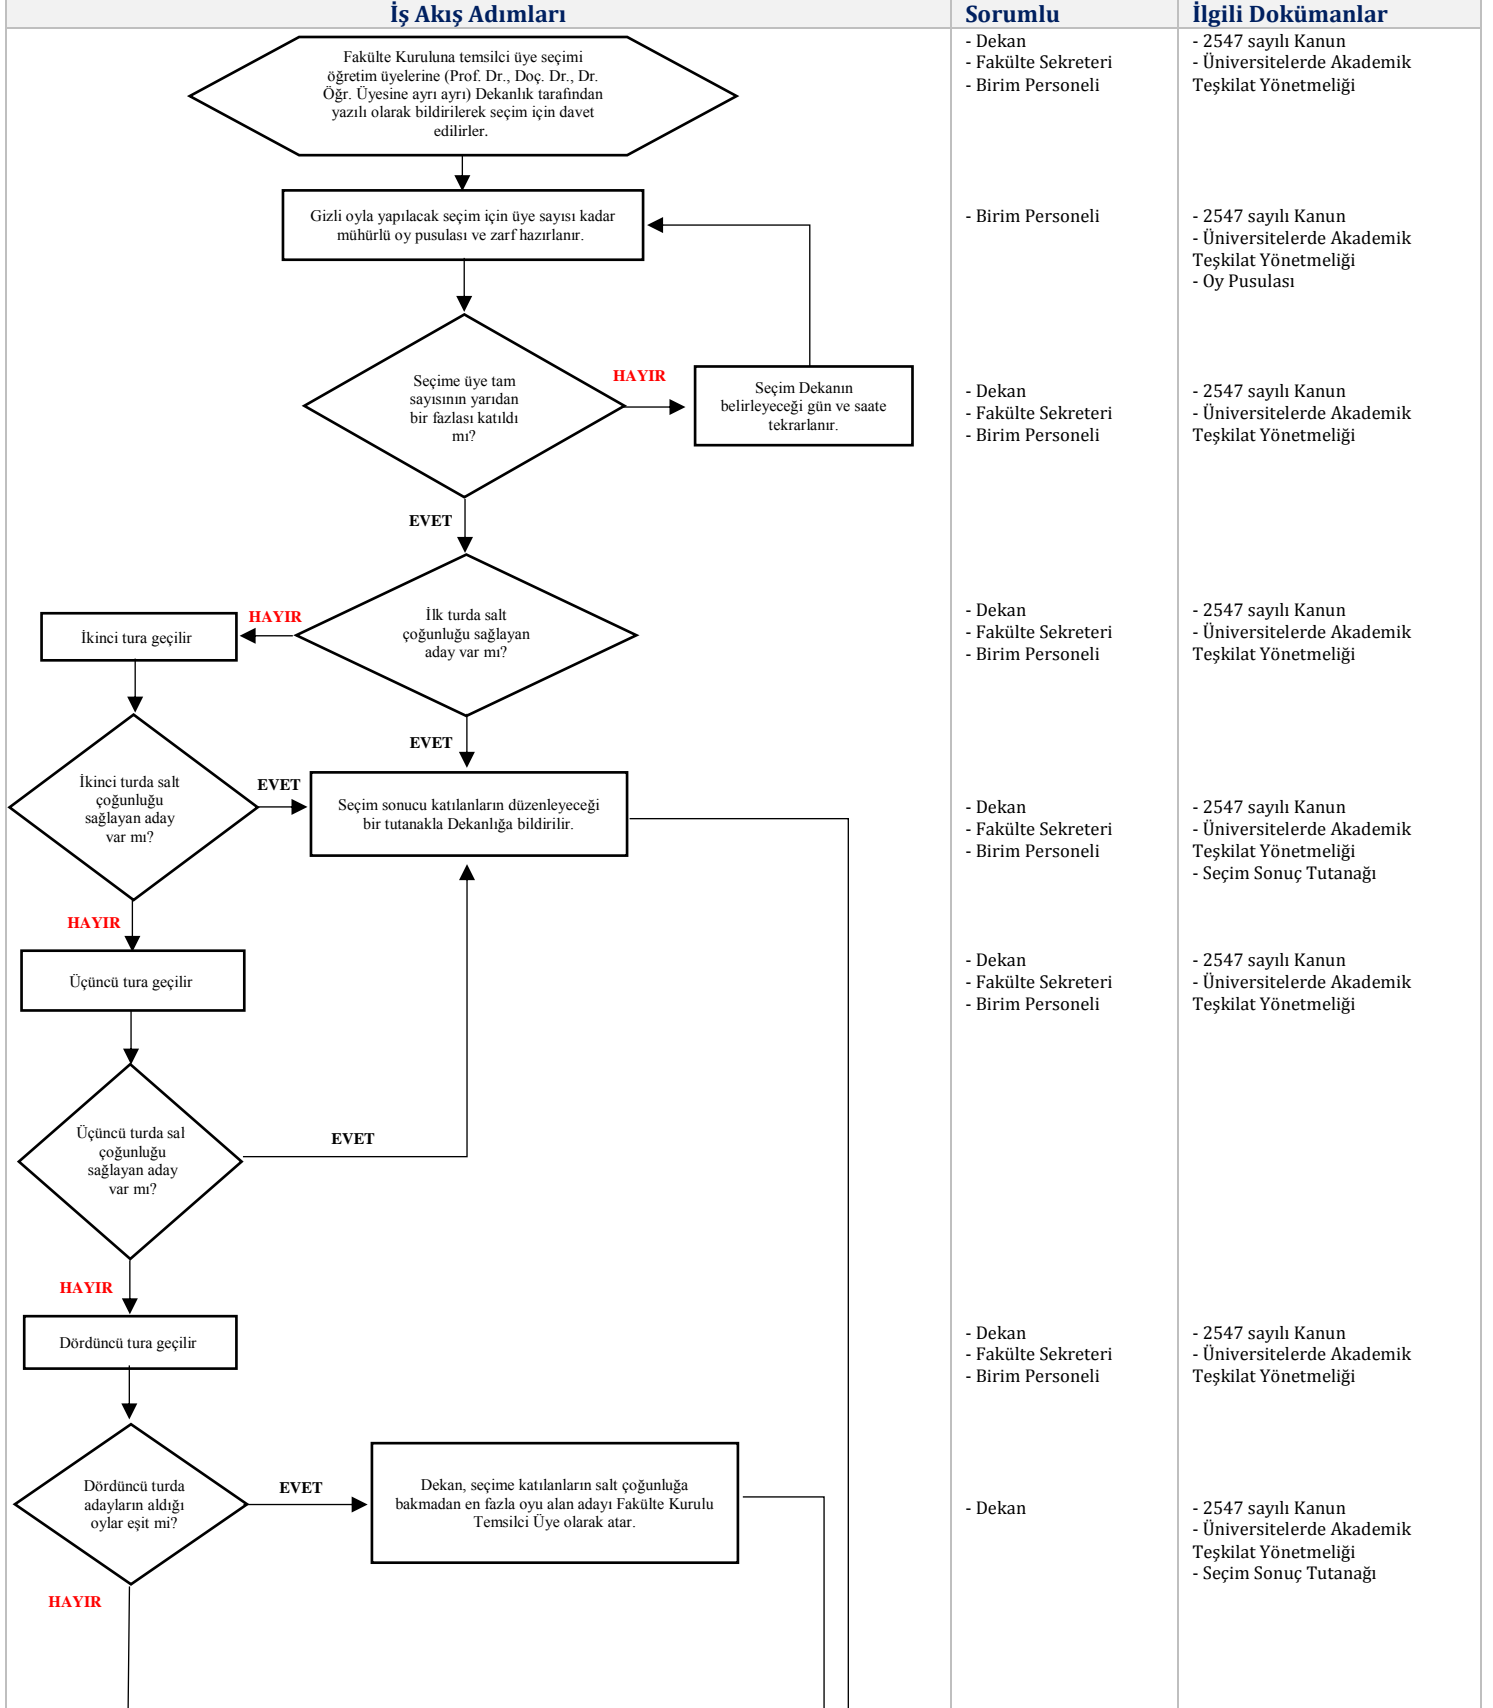 İş Akış Adımları
Sorumlu
İlgili Dokümanlar
Fakülte Kuruluna temsilci üye seçimi
öğretim üyelerine (Prof. Dr., Doç. Dr., Dr.
Öğr. Üyesine ayrı ayrı) Dekanlık tarafından
yazılı olarak bildirilerek seçim için davet
edilirler.
- Dekan
- Fakülte Sekreteri
- Birim Personeli
- 2547 sayılı Kanun
- Üniversitelerde Akademik
Teşkilat Yönetmeliği
Gizli oyla yapılacak seçim için üye sayısı kadar
mühürlü oy pusulası ve zarf hazırlanır.
- Birim Personeli
- 2547 sayılı Kanun
- Üniversitelerde Akademik
Teşkilat Yönetmeliği
- Oy Pusulası
Seçime üye tam
sayısının yarıdan
bir fazlası katıldı
mı?
HAYIR
Seçim Dekanın
belirleyeceği gün ve saate
tekrarlanır.
- Dekan
- Fakülte Sekreteri
- Birim Personeli
- 2547 sayılı Kanun
- Üniversitelerde Akademik
Teşkilat Yönetmeliği
EVET
İlk turda salt
çoğunluğu sağlayan
aday var mı?
HAYIR
İkinci tura geçilir
- Dekan
- Fakülte Sekreteri
- Birim Personeli
- 2547 sayılı Kanun
- Üniversitelerde Akademik
Teşkilat Yönetmeliği
EVET
İkinci turda salt
çoğunluğu
sağlayan aday
var mı?
EVET
Seçim sonucu katılanların düzenleyeceği
bir tutanakla Dekanlığa bildirilir.
- Dekan
- Fakülte Sekreteri
- Birim Personeli
- 2547 sayılı Kanun
- Üniversitelerde Akademik
Teşkilat Yönetmeliği
- Seçim Sonuç Tutanağı
HAYIR
Üçüncü tura geçilir
- Dekan
- Fakülte Sekreteri
- Birim Personeli
- 2547 sayılı Kanun
- Üniversitelerde Akademik
Teşkilat Yönetmeliği
Üçüncü turda sal
çoğunluğu
sağlayan aday
var mı?
EVET
HAYIR
Dördüncü tura geçilir
- Dekan
- Fakülte Sekreteri
- Birim Personeli
- 2547 sayılı Kanun
- Üniversitelerde Akademik
Teşkilat Yönetmeliği
Dördüncü turda
adayların aldığı
oylar eşit mi?
EVET
Dekan, seçime katılanların salt çoğunluğa
bakmadan en fazla oyu alan adayı Fakülte Kurulu
Temsilci Üye olarak atar.
- Dekan
- 2547 sayılı Kanun
- Üniversitelerde Akademik
Teşkilat Yönetmeliği
- Seçim Sonuç Tutanağı
HAYIR